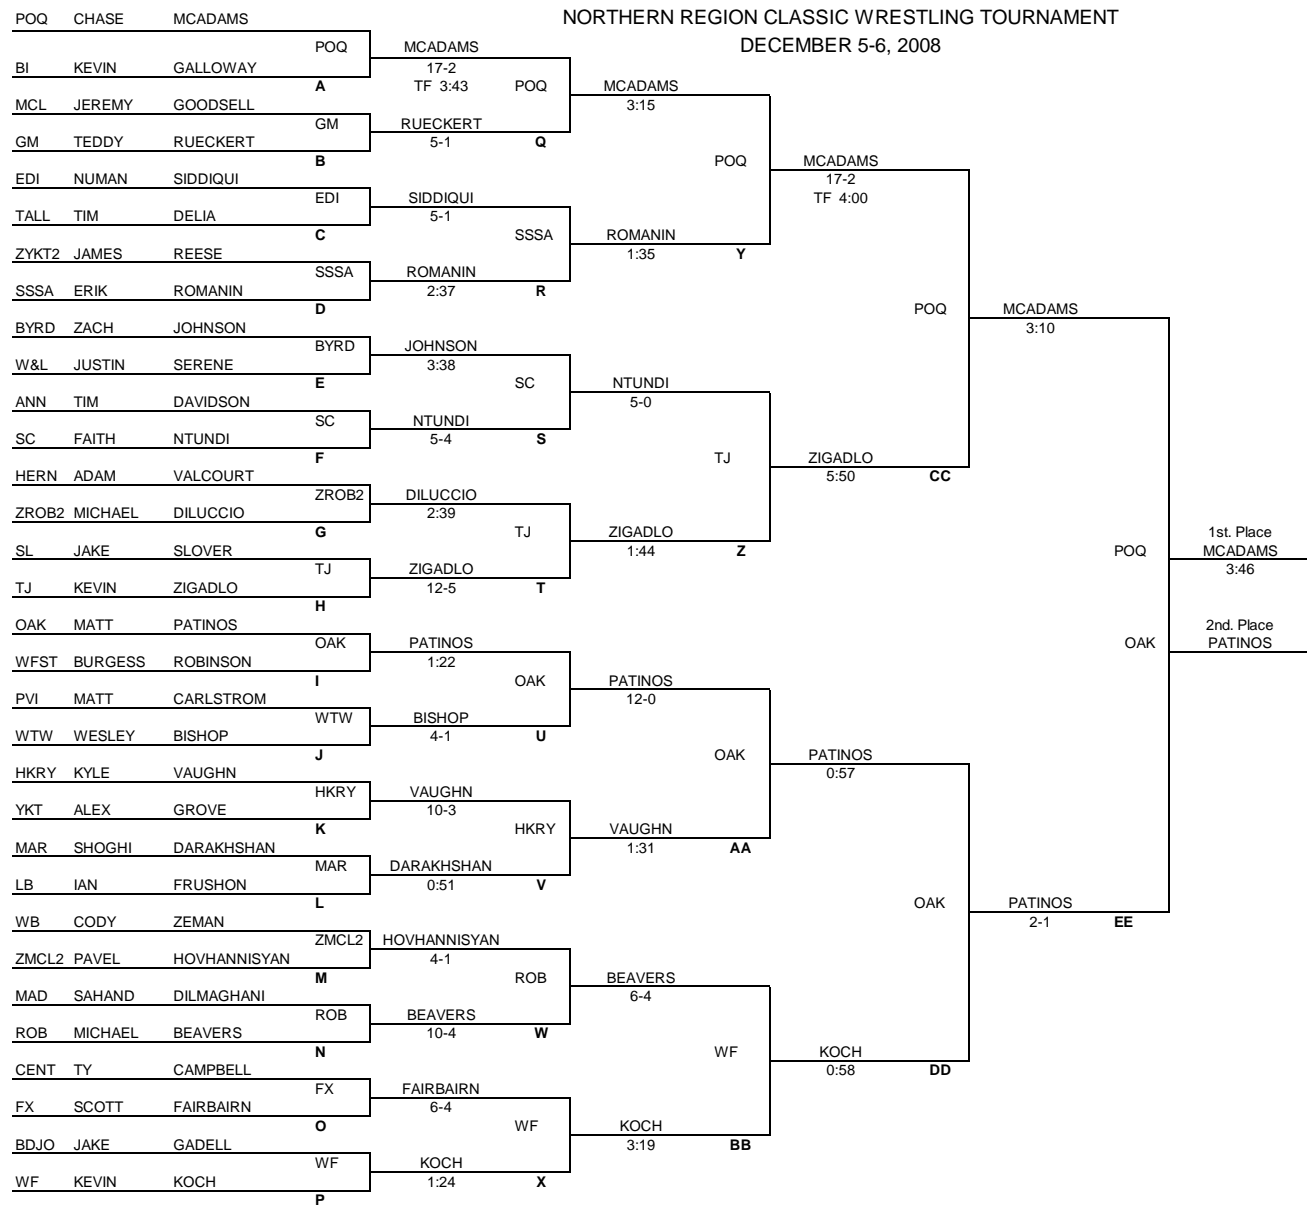 NORTHERN REGION CLASSIC WRESTLING TOURNAMENT
DECEMBER 5-6, 2008
POQ CHASE MCADAMS
BI KEVIN GALLOWAY
MCL JEREMY GOODSELL
GM TEDDY RUECKERT
EDI NUMAN SIDDIQUI
TALL TIM DELIA
ZYKT2 JAMES REESE
SSSA ERIK ROMANIN
BYRD ZACH JOHNSON
W&L JUSTIN SERENE
ANN TIM DAVIDSON
SC FAITH NTUNDI
HERN ADAM VALCOURT
ZROB2 MICHAEL DILUCCIO
SL JAKE SLOVER
TJ KEVIN ZIGADLO
OAK MATT PATINOS
WFST BURGESS ROBINSON
PVI MATT CARLSTROM
WTW WESLEY BISHOP
HKRY KYLE VAUGHN
YKT ALEX GROVE
MAR SHOGHI DARAKHSHAN
LB IAN FRUSHON
WB CODY ZEMAN
ZMCL2 PAVEL HOVHANNISYAN
MAD SAHAND DILMAGHANI
ROB MICHAEL BEAVERS
CENT TY CAMPBELL
FX SCOTT FAIRBAIRN
BDJO JAKE GADELL
WF KEVIN KOCH
POQ MCADAMS
17-2
TF 3:43
A
GM RUECKERT
5-1
B
EDI SIDDIQUI
5-1
C
SSSA ROMANIN
2:37
D
BYRD JOHNSON
3:38
E
SC NTUNDI
5-4
F
ZROB2 DILUCCIO
2:39
G
TJ ZIGADLO
12-5
H
OAK PATINOS
1:22
I
WTW BISHOP
4-1
J
HKRY VAUGHN
10-3
K
MAR DARAKHSHAN
0:51
L
ZMCL2 HOVHANNISYAN
4-1
M
ROB BEAVERS
10-4
N
FX FAIRBAIRN
6-4
O
WF KOCH
1:24
P
POQ MCADAMS
3:15
Q
SSSA ROMANIN
1:35
R
SC NTUNDI
5-0
S
TJ ZIGADLO
1:44
T
OAK PATINOS
12-0
U
HKRY VAUGHN
1:31
V
ROB BEAVERS
6-4
W
WF KOCH
3:19
X
POQ MCADAMS
17-2
TF 4:00
Y
TJ ZIGADLO
5:50
Z
OAK PATINOS
0:57
AA
WF KOCH
0:58
BB
POQ MCADAMS
3:10
CC
OAK PATINOS
2-1
DD
EE
1st. Place
POQ MCADAMS
3:46
2nd. Place
OAK PATINOS